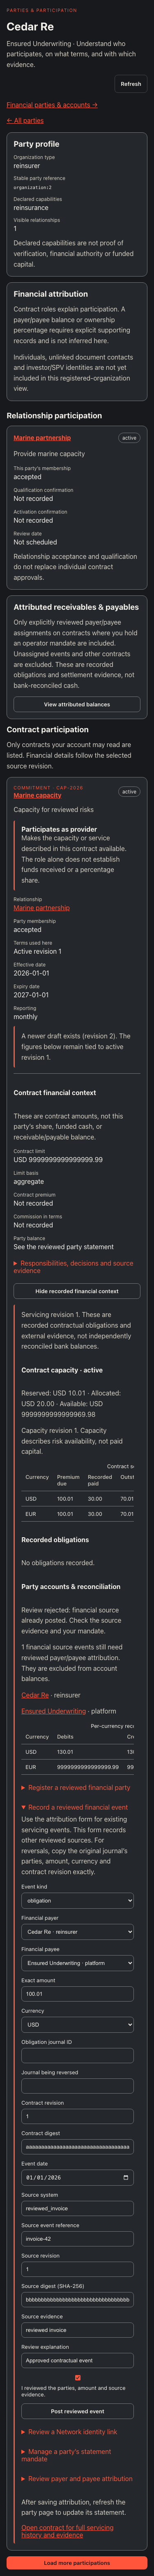 PARTIES & PARTICIPATION
Cedar Re
Ensured Underwriting · Understand who
participates, on what terms, and with which
evidence.
Refresh
Financial parties & accounts →
← All parties
Party profile
Organization type
reinsurer
Stable party reference
organization:2
Declared capabilities
reinsurance
Visible relationships
1
Declared capabilities are not proof of
verification, financial authority or funded
capital.
Financial attribution
Contract roles explain participation. A
payer/payee balance or ownership
percentage requires explicit supporting
records and is not inferred here.
Individuals, unlinked document contacts
and investor/SPV identities are not yet
included in this registered-organization
view.
Relationship participation
Marine partnership
active
Provide marine capacity
This party's membership
accepted
Qualification confirmation
Not recorded
Activation confirmation
Not recorded
Review date
Not scheduled
Relationship acceptance and qualification
do not replace individual contract
approvals.
Attributed receivables & payables
Only explicitly reviewed payer/payee
assignments on contracts where you hold
an operator mandate are included.
Unassigned events and other contracts
are excluded. These are recorded
obligations and settlement evidence, not
bank-reconciled cash.
View attributed balances
Contract participation
Only contracts your account may read are
listed. Financial details follow the selected
source revision.
COMMITMENT · CAP-2026
Marine capacity
active
Capacity for reviewed risks
Participates as provider
Makes the capacity or service
described in this contract available.
The role alone does not establish
funds received or a percentage
share.
Relationship
Marine partnership
Party membership
accepted
Terms used here
Active revision 1
Effective date
2026-01-01
Expiry date
2027-01-01
Reporting
monthly
A newer draft exists (revision 2). The
figures below remain tied to active
revision 1.
Contract financial context
These are contract amounts, not this
party's share, funded cash, or
receivable/payable balance.
Contract limit
USD 9999999999999999.99
Limit basis
aggregate
Contract premium
Not recorded
Commission in terms
Not recorded
Party balance
See the reviewed party statement
▶ Responsibilities, decisions and source
evidence
Hide recorded financial context
Servicing revision 1. These are
recorded contractual obligations and
external evidence, not independently
reconciled bank balances.
Contract capacity · active
Reserved: USD 10.01 · Allocated:
USD 20.00 · Available: USD
9999999999999969.98
Capacity revision 1. Capacity
describes risk availability, not paid
capital.
Currency Premium due Recorded paid
USD 100.01 30.00 70.01
EUR 100.01 30.00 70.01
Recorded obligations
No obligations recorded.
Party accounts & reconciliation
Review rejected: financial source
already posted. Check the source
evidence and your mandate.
1 financial source events still need
reviewed payer/payee attribution.
They are excluded from account
balances.
Cedar Re · reinsurer
Ensured Underwriting · platform
Currency Debits
USD 130.01
EUR 9999999999999999.99
▶ Register a reviewed financial party
▼ Record a reviewed financial event
Use the attribution form for existing
servicing events. This form records
other reviewed sources. For
reversals, copy the original journal's
parties, amount, currency and
contract revision exactly.
Event kind
obligation
Financial payer
Cedar Re · reinsurer
Financial payee
Ensured Underwriting · platform
Exact amount
100.01
Currency
USD
Obligation journal ID
Journal being reversed
Contract revision
1
Contract digest
Event date
01/01/2026
Source system
reviewed_invoice
Source event reference
invoice-42
Source revision
1
Source digest (SHA-256)
Source evidence
reviewed invoice
Review explanation
Approved contractual event
I reviewed the parties, amount and source
evidence.
Post reviewed event
▶ Review a Network identity link
▶ Manage a party's statement
mandate
▶ Review payer and payee attribution
After saving attribution, refresh the
party page to update its statement.
Open contract for full servicing
history and evidence
Load more participations